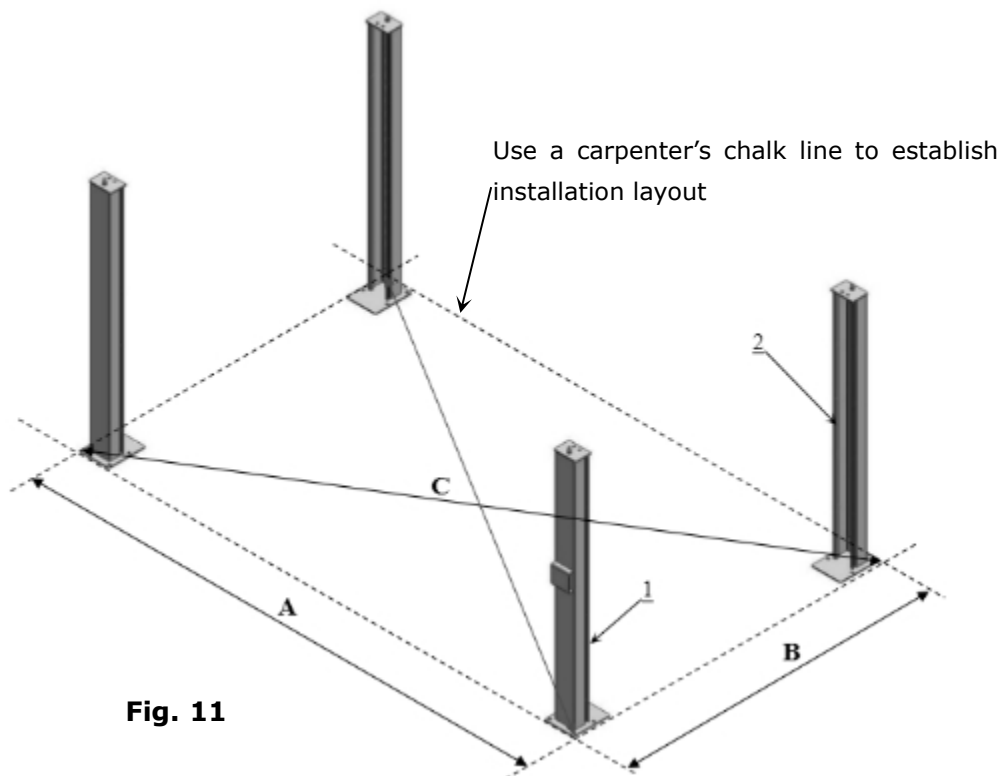 Use a carpenter’s chalk line to establish
installation layout
2
C
A
1
B
Fig. 11